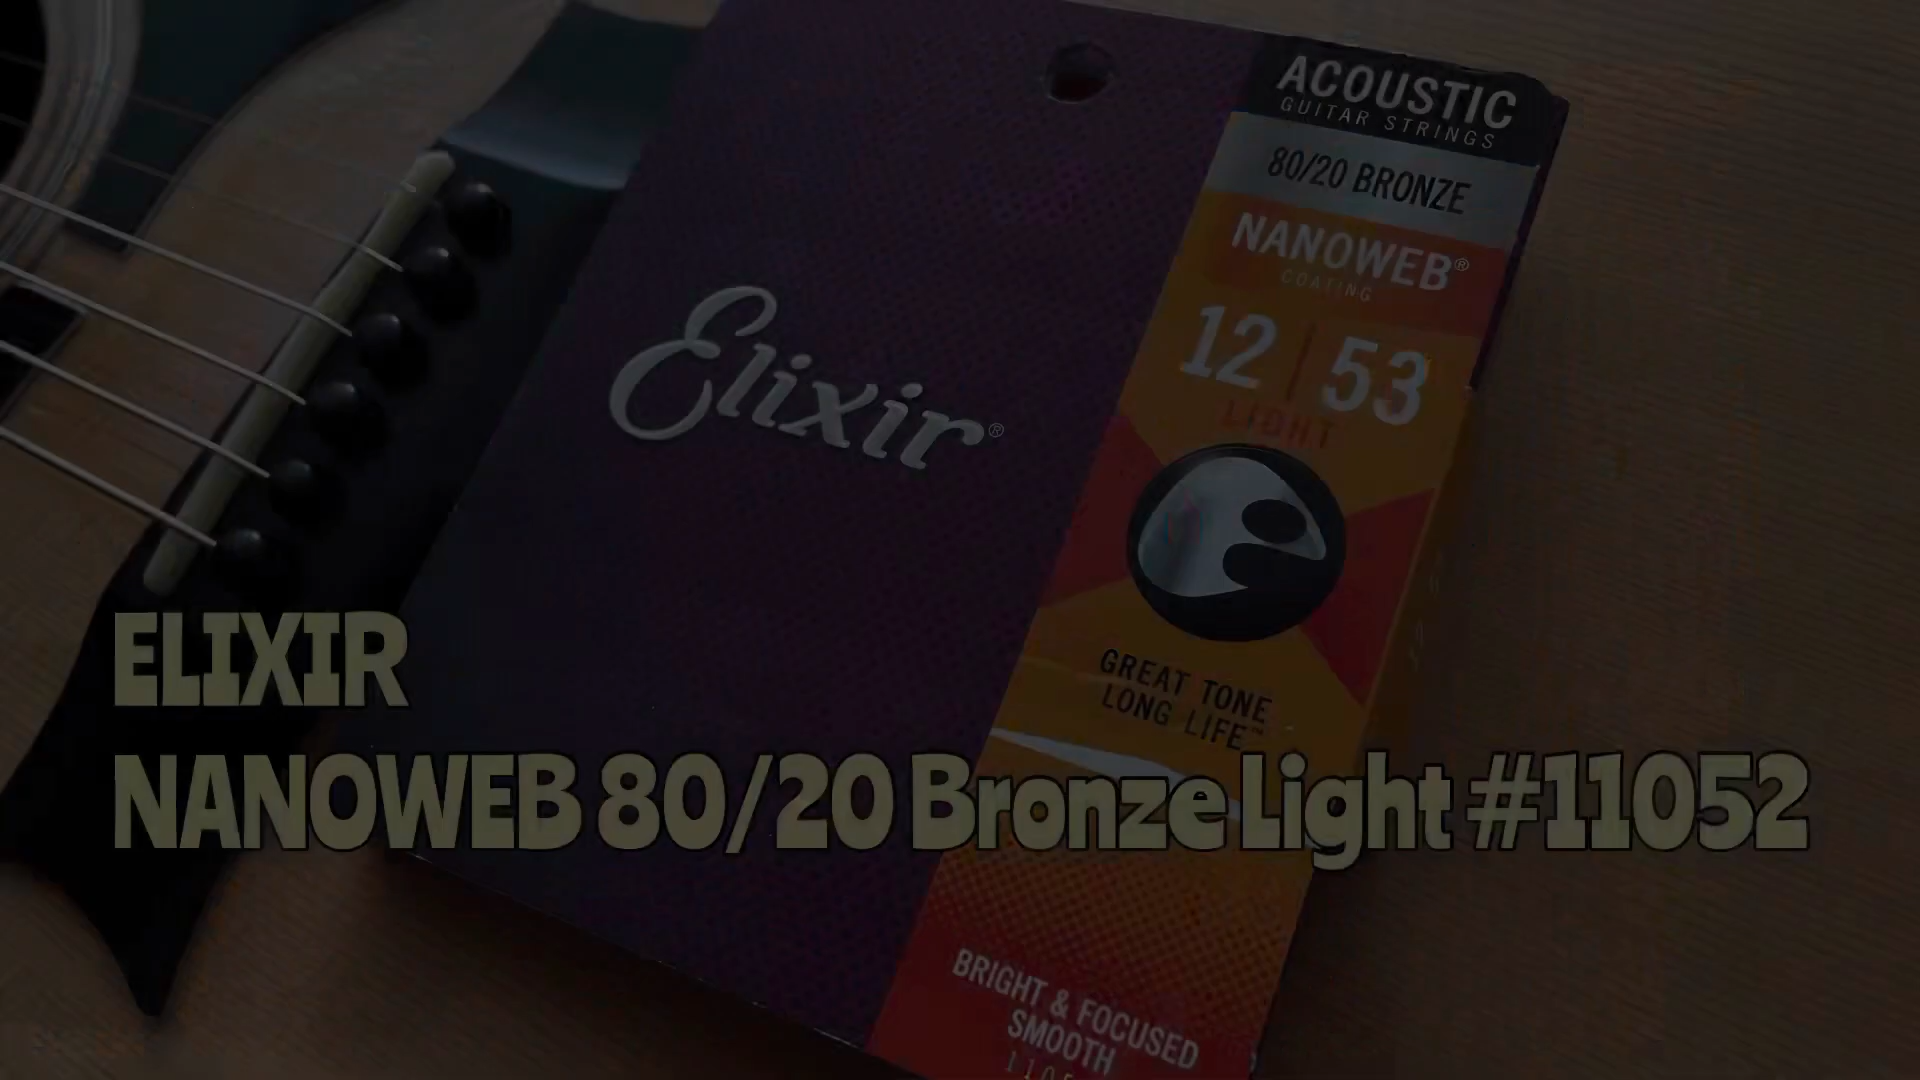 ACOUSTIC
GUITAR STRINGS
80/20 BRONZE
NANOWEB®
COATING
12 | 53
LIGHT
Elixir®
GREAT TONE
LONG LIFE™
ELIXIR
NANOWEB 80/20 Bronze Light #11052
BRIGHT & FOCUSED
SMOOTH